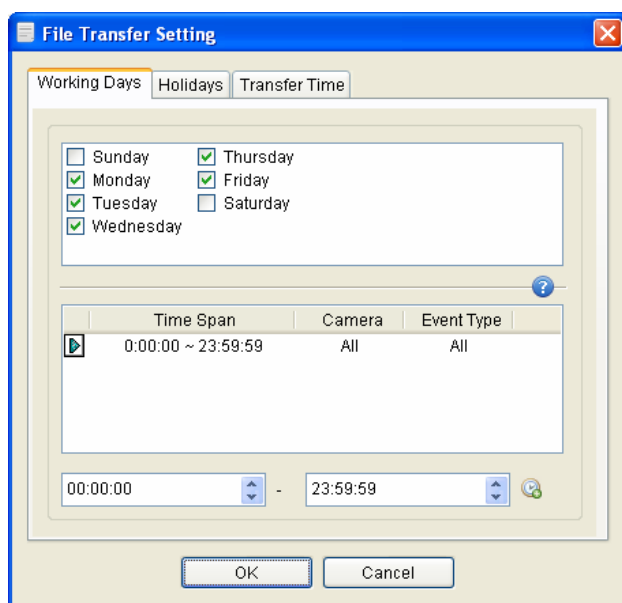 File Transfer Setting
Working Days Holidays Transfer Time
Sunday Thursday
Monday Friday
Tuesday Saturday
Wednesday
?
Time Span Camera Event Type
0:00:00 ~ 23:59:59 All All
00:00:00 - 23:59:59
OK Cancel